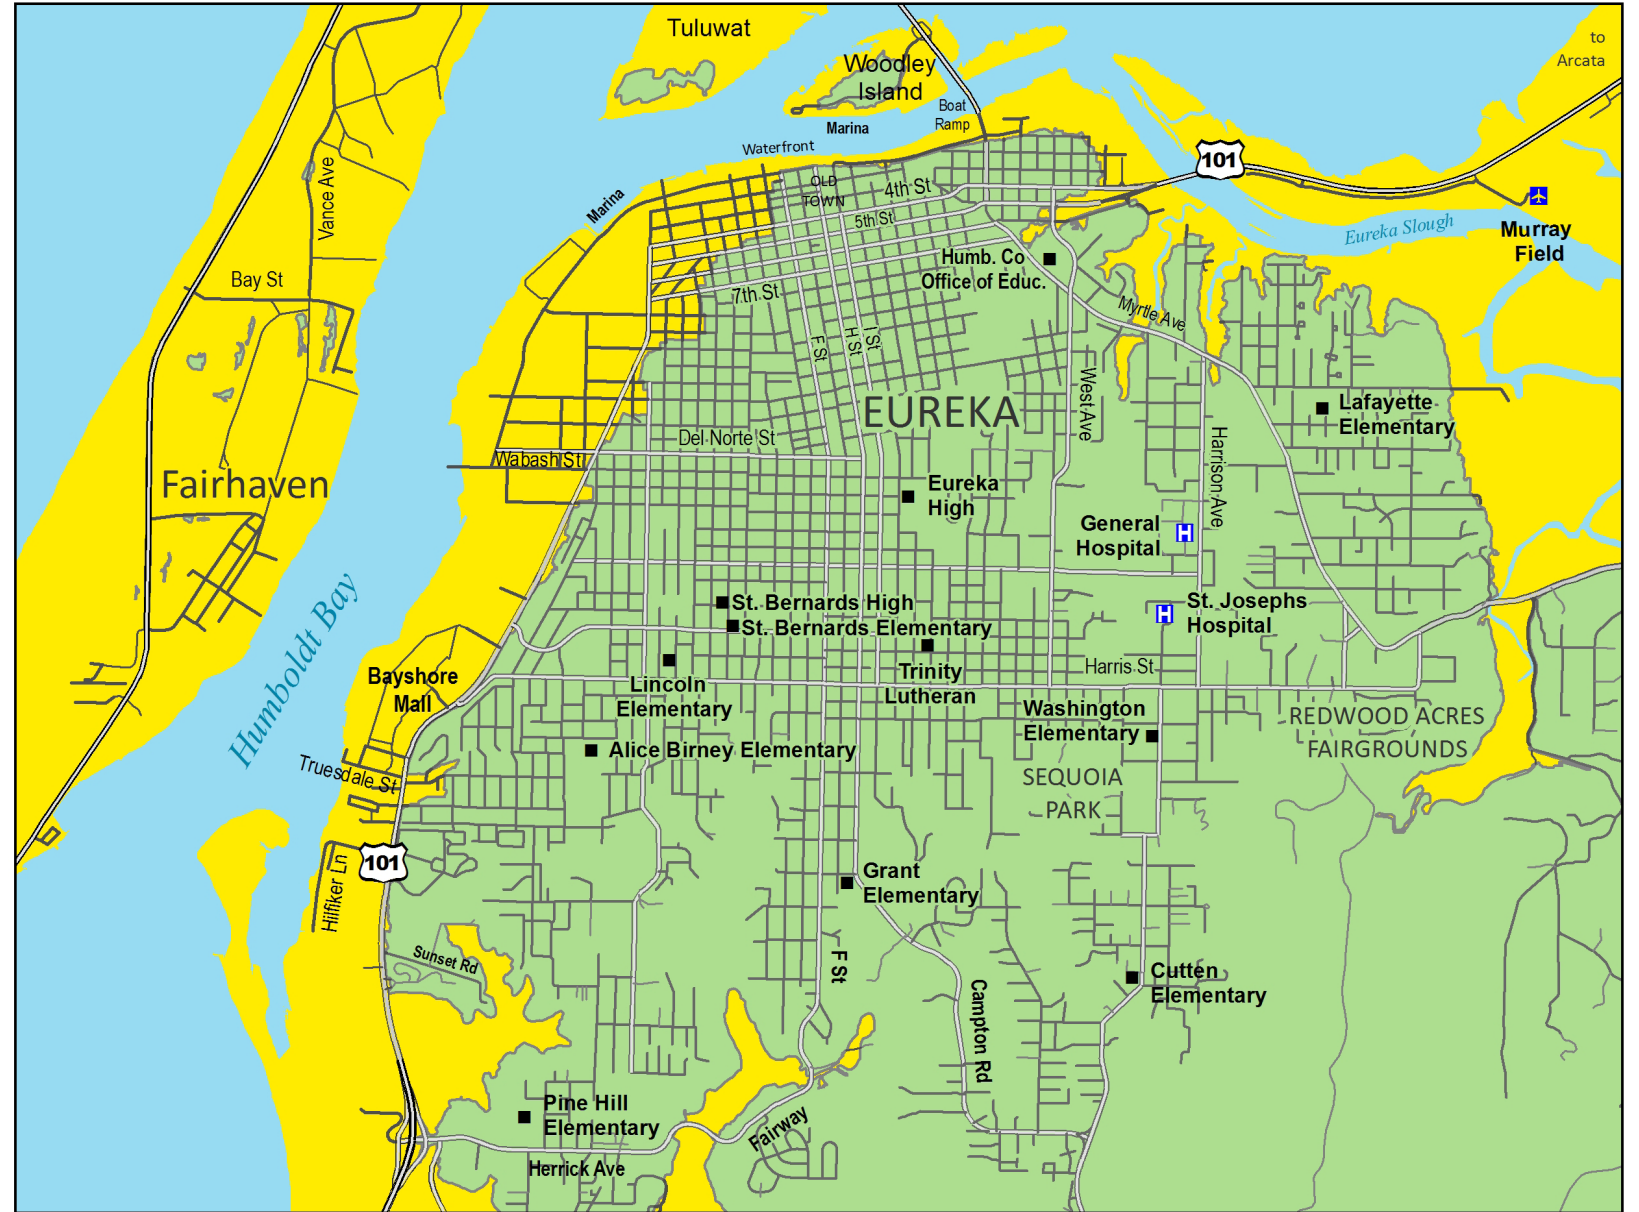 Tuluwat
to
Arcata
Woodley
Island
Boat
Ramp
Marina
Waterfront
101
Vance Ave
Marina
OLD
TOWN
4th St
5th St
Eureka Slough
Murray
Field
Humb. Co
Office of Educ.
Bay St
7th St
Myrtle Ave
F St
H St
I St
EUREKA
West Ave
Lafayette
Elementary
Del Norte St
Wabash St
Harrison Ave
Fairhaven
Eureka
High
General
Hospital
H
Humboldt Bay
St. Bernards High
St. Bernards Elementary
St. Josephs
Hospital
H
Bayshore
Mall
Lincoln
Elementary
Trinity
Lutheran
Harris St
Washington
Elementary
REDWOOD ACRES
FAIRGROUNDS
Alice Birney Elementary
Truesdale St
SEQUOIA
PARK
101
Hilfiker Ln
Grant
Elementary
Sunset Rd
F St
Campton Rd
Cutten
Elementary
Pine Hill
Elementary
Fairway
Herrick Ave